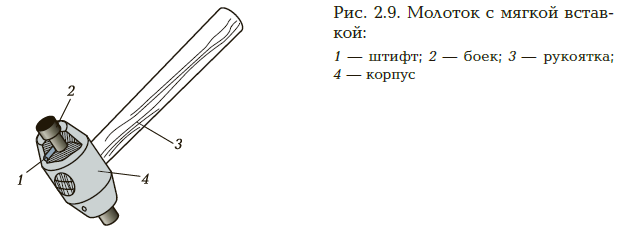 Рис. 2.9. Молоток с мягкой встав-
кой:
1 — штифт; 2 — боек; 3 — рукоятка;
4 — корпус
2
3
1
4